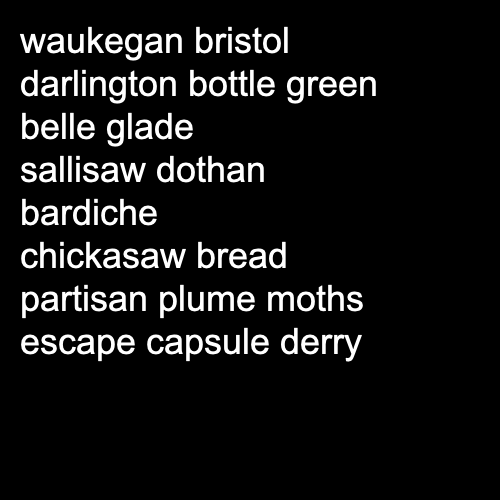 waukegan bristol
darlington bottle green
belle glade
sallisaw dothan
bardiche
chickasaw bread
partisan plume moths
escape capsule derry